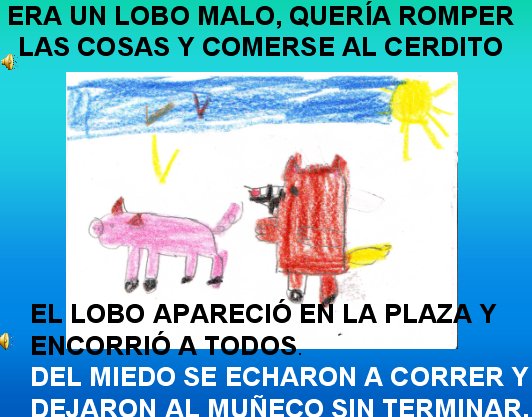 ERA UN LOBO MALO, QUERÍA ROMPER
LAS COSAS Y COMERSE AL CERDITO
EL LOBO APARECIÓ EN LA PLAZA Y
ENCORRIÓ A TODOS.
DEL MIEDO SE ECHARON A CORRER Y
DEJARON AL MUÑECO SIN TERMINAR.